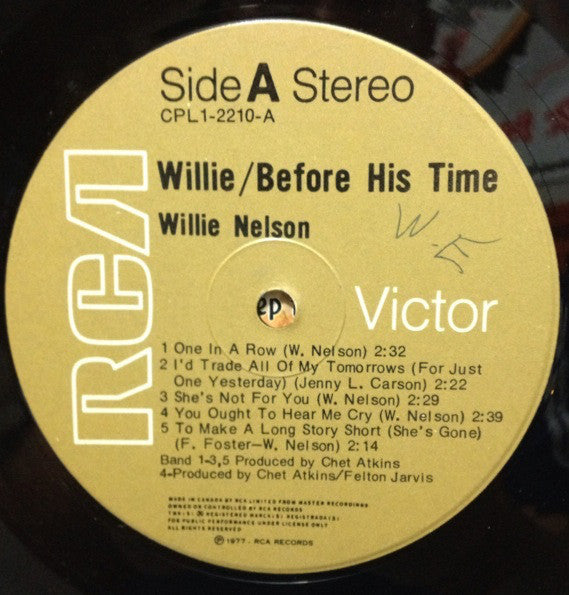 Side A Stereo
CPL1-2210-A
Willie/Before His Time
Willie Nelson
RCA
Victor
ep
1 One In A Row (W. Nelson) 2:32
2 I'd Trade All Of My Tomorrows (For Just
One Yesterday) (Jenny L. Carson) 2:22
3 She's Not For You (W. Nelson) 2:29
4 You Ought To Hear Me Cry (W. Nelson) 2:39
5 To Make A Long Story Short (She's Gone)
(F. Foster—W. Nelson) 2:14
Band 1-3,5 Produced by Chet Atkins
4-Produced by Chet Atkins/Felton Jarvis
MADE IN CANADA BY RCA LIMITED FROM MASTER RECORDINGS
OWNED OR CONTROLLED BY RCA RECORDS
TMK(S) ® REGISTERED MARCA(S) REGISTRADA(S)
FOR PUBLIC PERFORMANCE UNDER LICENSE ONLY
ALL RIGHTS RESERVED
℗ 1977 - RCA RECORDS